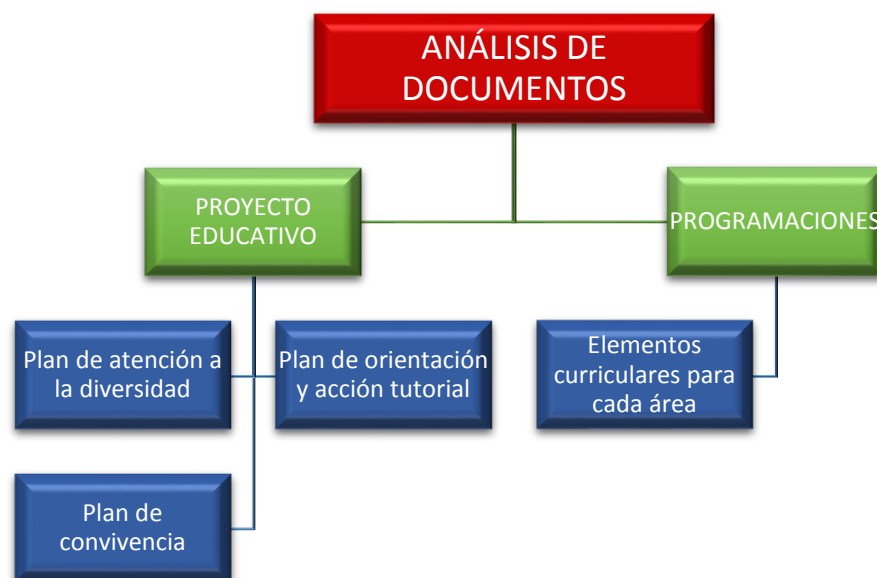 ANÁLISIS DE
DOCUMENTOS
PROYECTO
EDUCATIVO
PROGRAMACIONES
Plan de atención a
la diversidad
Plan de orientación
y acción tutorial
Elementos
curriculares para
cada área
Plan de
convivencia